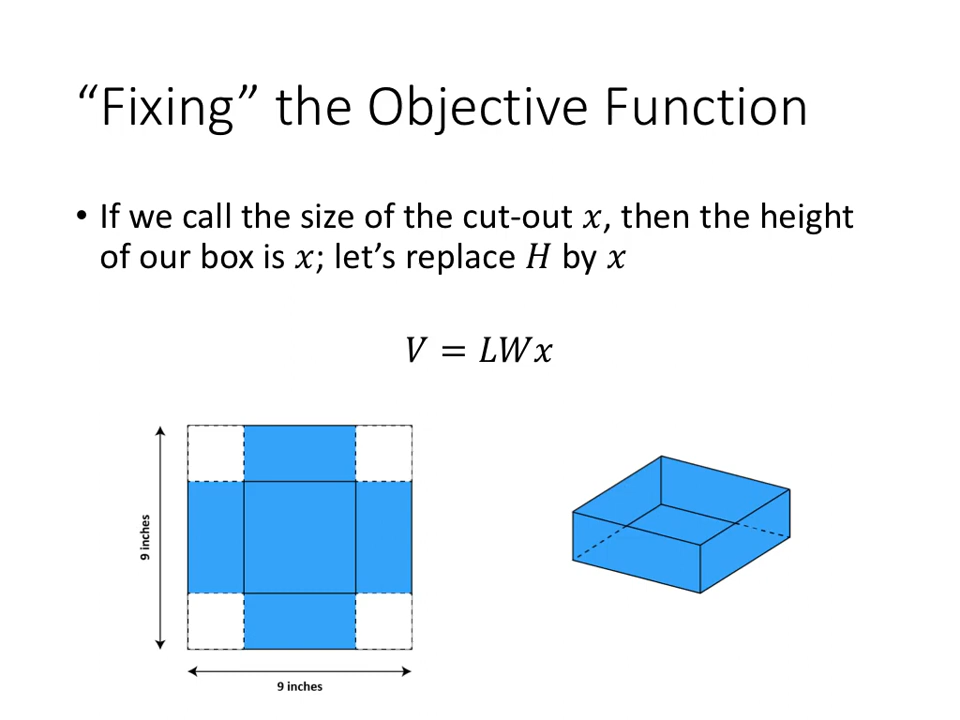 “Fixing” the Objective Function
• If we call the size of the cut-out 𝑥, then the height
of our box is 𝑥; let’s replace 𝐻 by 𝑥
𝑉 = 𝐿𝑊𝑥
9 inches
9 inches